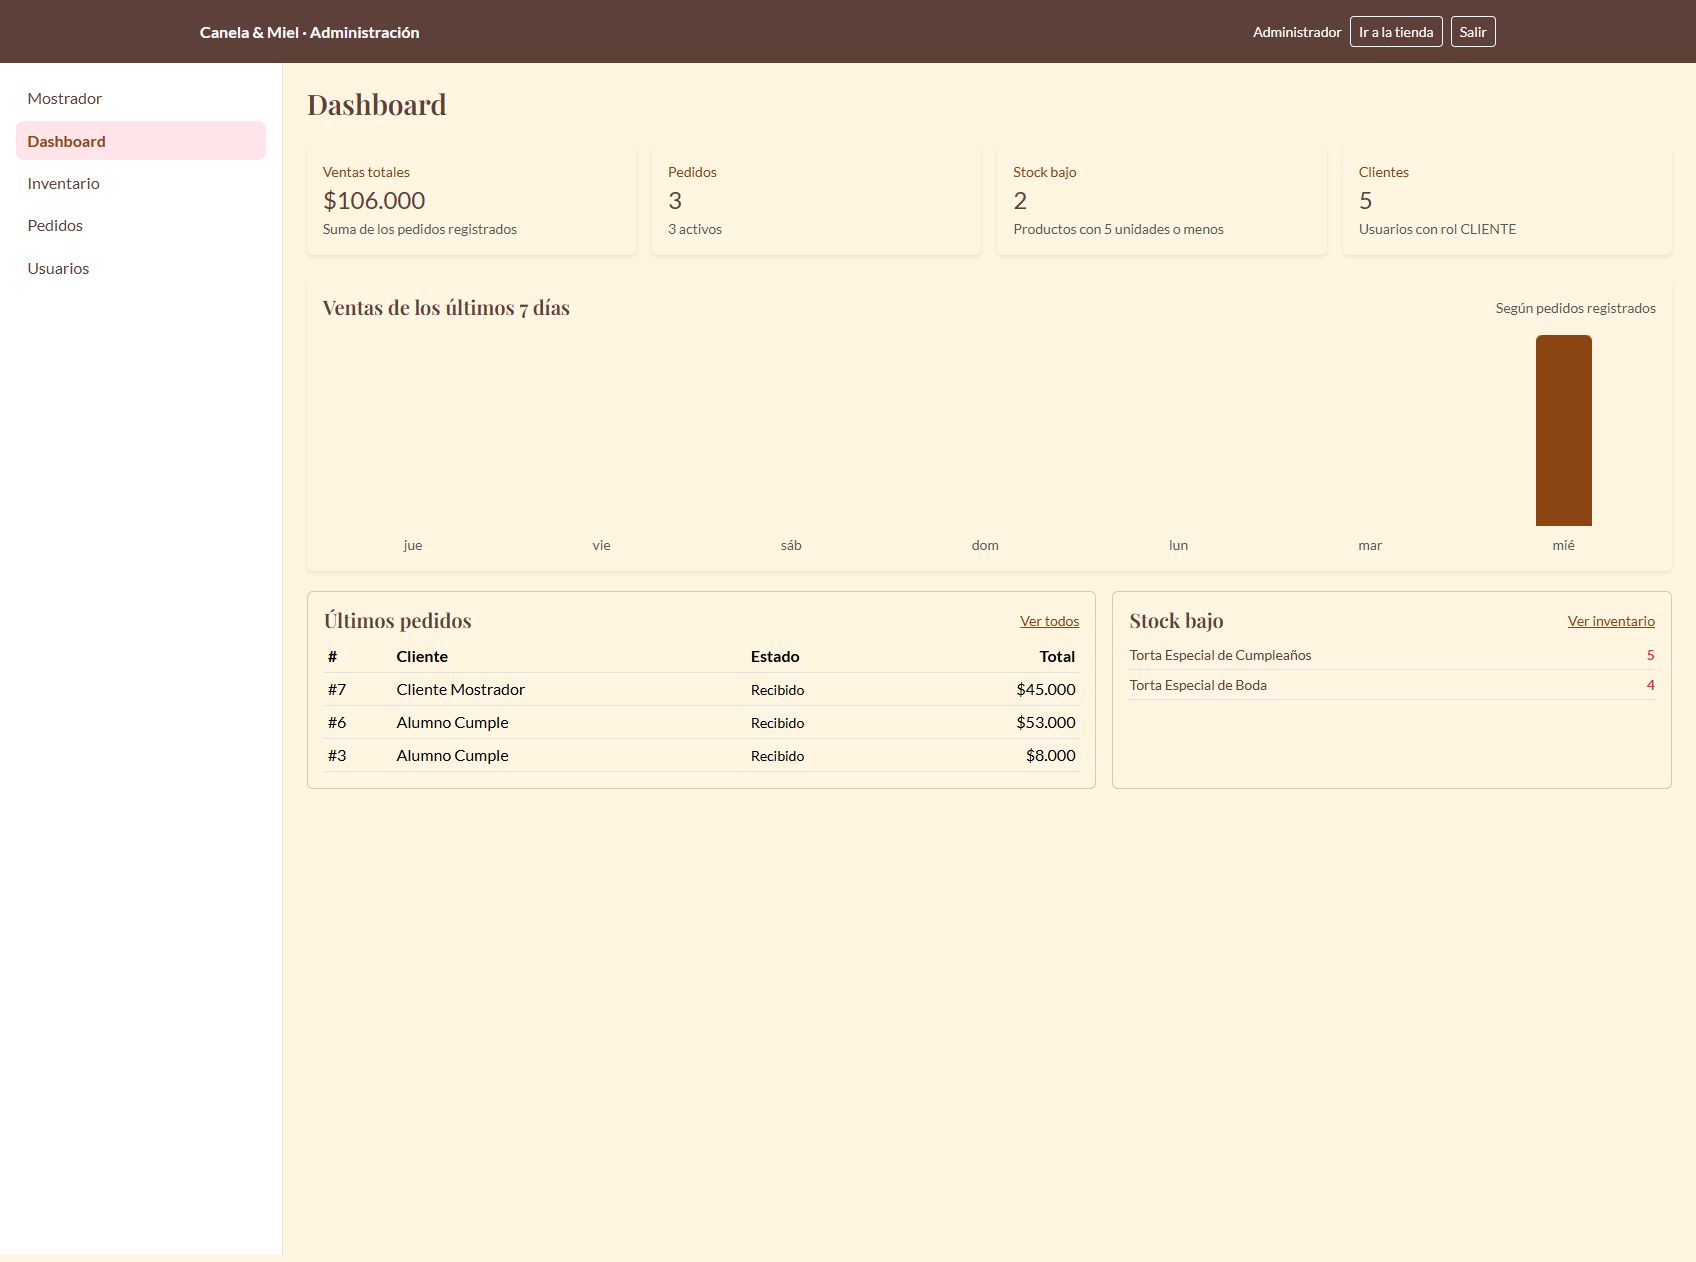 Canela & Miel · Administración
Administrador Ir a la tienda Salir
Mostrador
Dashboard
Inventario
Pedidos
Usuarios
Dashboard
Ventas totales
$106.000
Suma de los pedidos registrados
Pedidos
3
3 activos
Stock bajo
2
Productos con 5 unidades o menos
Clientes
5
Usuarios con rol CLIENTE
Ventas de los últimos 7 días
Según pedidos registrados
jue vie sáb dom lun mar mié
Últimos pedidos Ver todos
# Cliente Estado Total
#7 Cliente Mostrador Recibido $45.000
#6 Alumno Cumple Recibido $53.000
#3 Alumno Cumple Recibido $8.000
Stock bajo Ver inventario
Torta Especial de Cumpleaños 5
Torta Especial de Boda 4